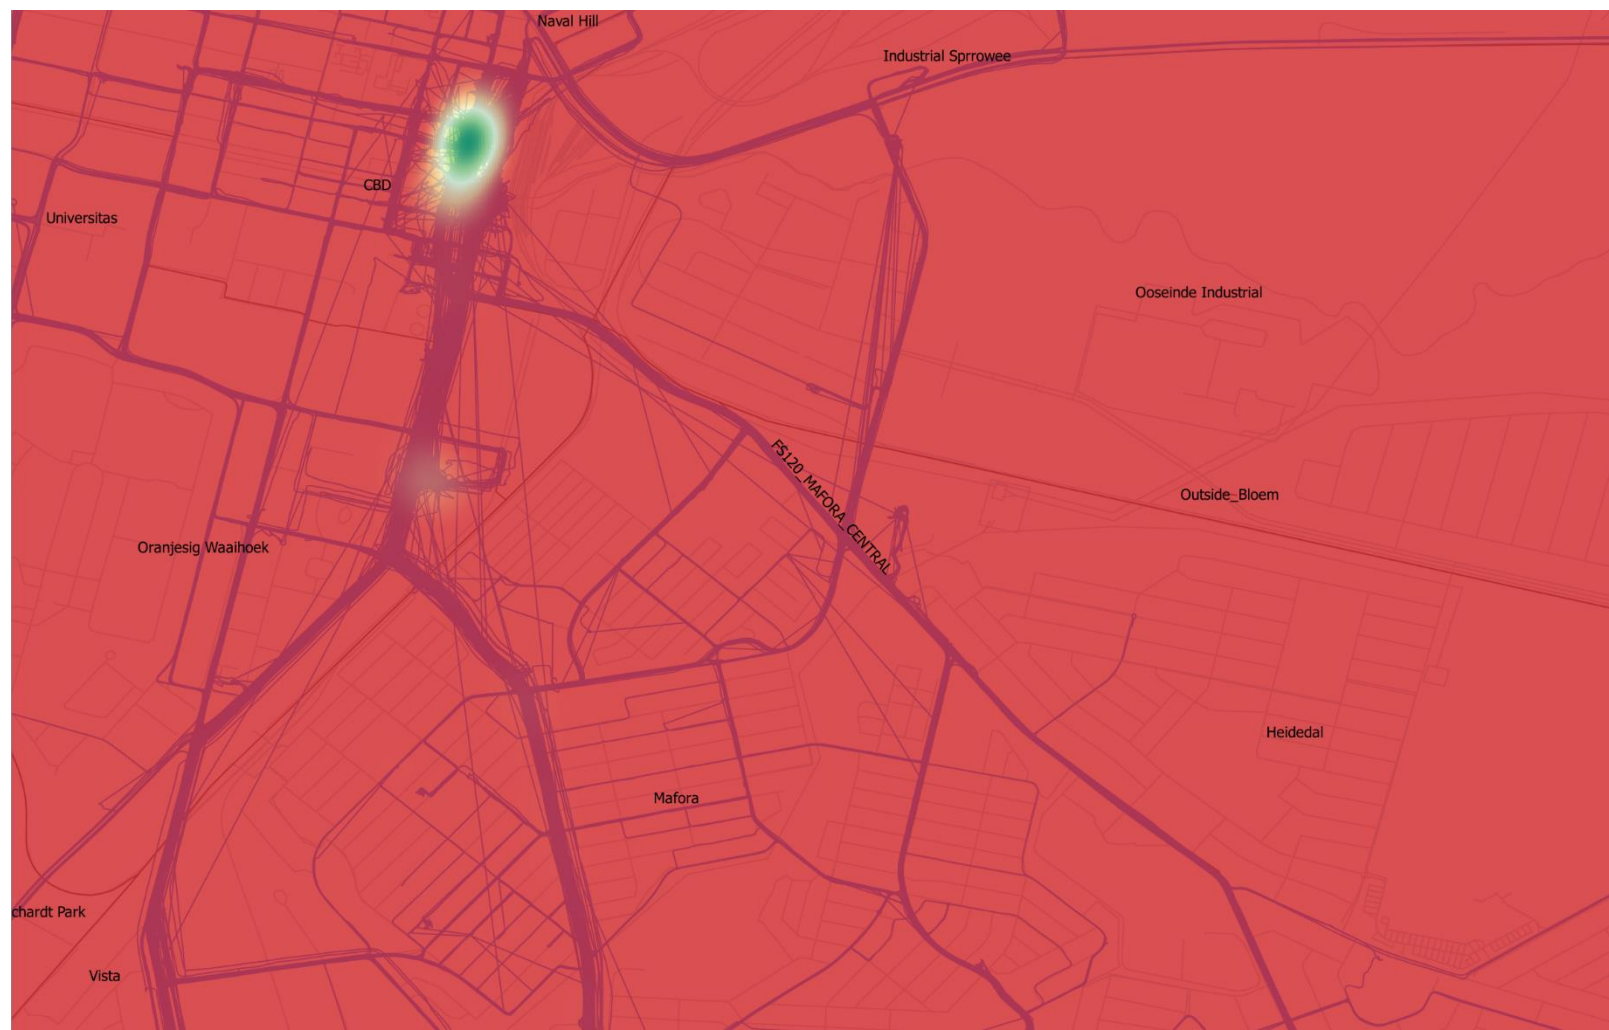 Naval Hill
Industrial Sprrowee
CBD
Universitas
Ooseinde Industrial
FS120_MAFORA_CENTRAL
Outside_Bloem
Oranjesig Waaihoek
Heidedal
Mafora
chardt Park
Vista